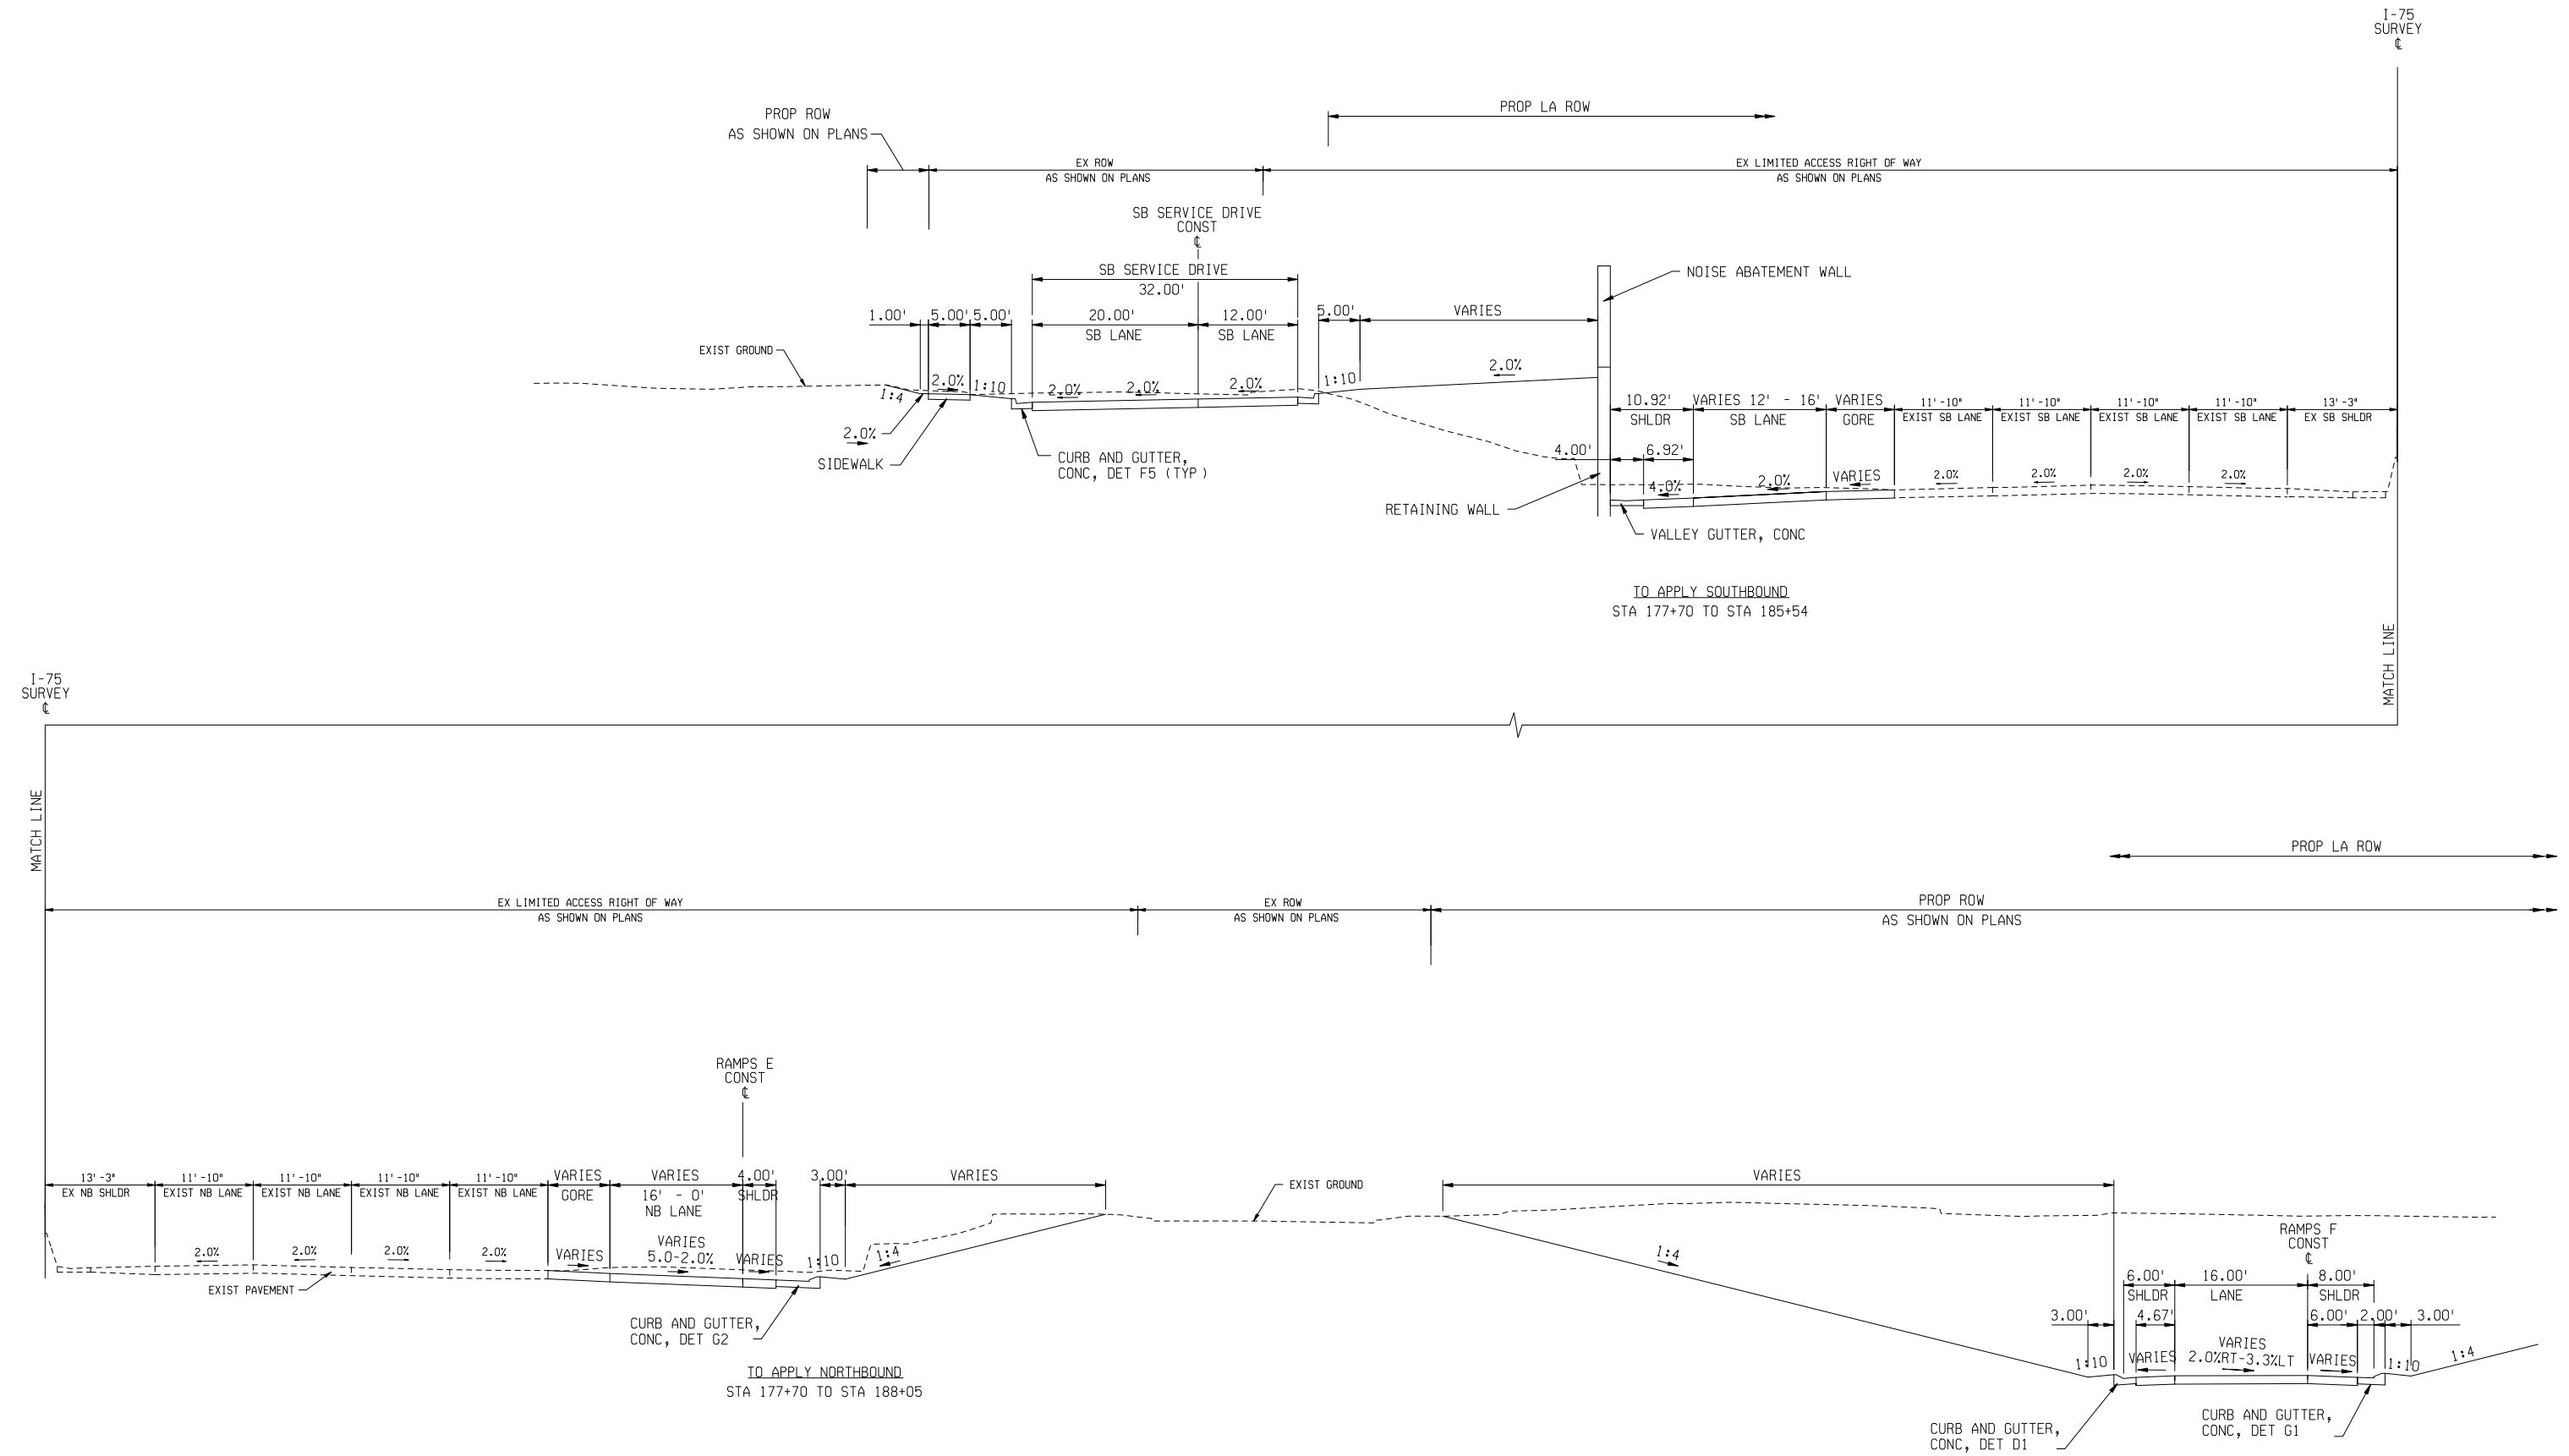 I-75
SURVEY
℄
PROP LA ROW
PROP ROW
AS SHOWN ON PLANS
EX ROW
AS SHOWN ON PLANS
EX LIMITED ACCESS RIGHT OF WAY
AS SHOWN ON PLANS
SB SERVICE DRIVE
CONST
℄
SB SERVICE DRIVE
32.00'
NOISE ABATEMENT WALL
1.00'
5.00'
5.00'
20.00'
SB LANE
12.00'
SB LANE
5.00'
VARIES
EXIST GROUND
1:4
2.0%
1:10
2.0%
2.0%
2.0%
1:10
2.0%
2.0%
SIDEWALK
CURB AND GUTTER,
CONC, DET F5 (TYP)
10.92'
SHLDR
VARIES 12' - 16'
SB LANE
VARIES
GORE
11'-10"
EXIST SB LANE
11'-10"
EXIST SB LANE
11'-10"
EXIST SB LANE
11'-10"
EXIST SB LANE
13'-3"
EX SB SHLDR
4.00'
6.92'
4.0%
2.0%
VARIES
2.0%
2.0%
2.0%
2.0%
RETAINING WALL
VALLEY GUTTER, CONC
TO APPLY SOUTHBOUND
STA 177+70 TO STA 185+54
MATCH LINE
I-75
SURVEY
℄
MATCH LINE
PROP LA ROW
EX LIMITED ACCESS RIGHT OF WAY
AS SHOWN ON PLANS
EX ROW
AS SHOWN ON PLANS
PROP ROW
AS SHOWN ON PLANS
RAMPS E
CONST
℄
13'-3"
EX NB SHLDR
11'-10"
EXIST NB LANE
11'-10"
EXIST NB LANE
11'-10"
EXIST NB LANE
11'-10"
EXIST NB LANE
VARIES
GORE
VARIES
16' - 0'
NB LANE
4.00'
SHLDR
3.00'
VARIES
EXIST GROUND
VARIES
2.0%
2.0%
2.0%
2.0%
VARIES
VARIES
5.0-2.0%
VARIES
1:10
1:4
EXIST PAVEMENT
CURB AND GUTTER,
CONC, DET G2
TO APPLY NORTHBOUND
STA 177+70 TO STA 188+05
1:4
RAMPS F
CONST
℄
6.00'
SHLDR
16.00'
LANE
8.00'
SHLDR
3.00'
4.67'
6.00'
2.00'
3.00'
1:10
VARIES
VARIES
2.0%RT-3.3%LT
VARIES
1:10
1:4
CURB AND GUTTER,
CONC, DET D1
CURB AND GUTTER,
CONC, DET G1